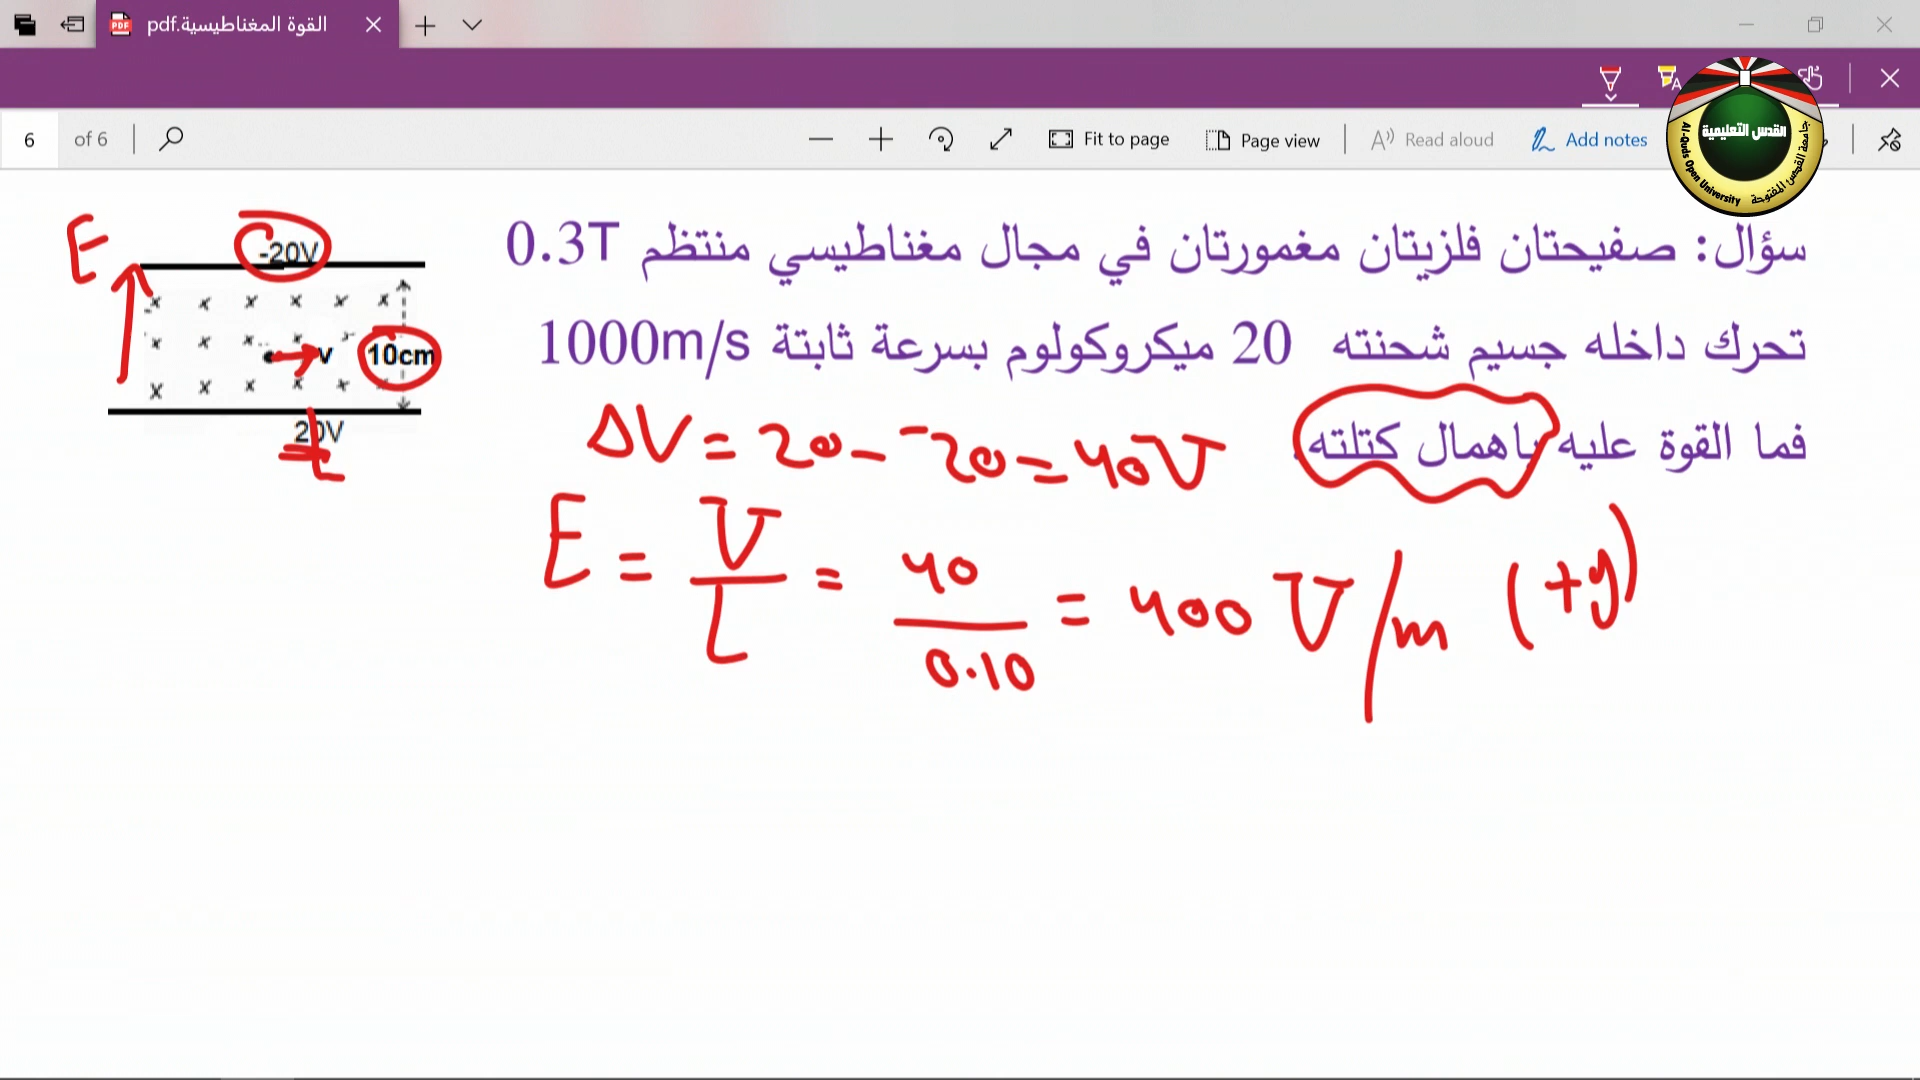 القوة المغناطيسية.pdf
6 of 6
Fit to page
Page view
Read aloud
Add notes
القدس التعليمية
جامعة القدس المفتوحة
Al-Quds Open University
سؤال: صفيحتان فلزيتان مغمورتان في مجال مغناطيسي منتظم 0.3T
تحرك داخله جسيم شحنته 20 ميكروكولوم بسرعة ثابتة 1000m/s
فما القوة عليه باهمال كتلته.
E
-20V
x x x x x x
x x x x x
v 10cm
x x x x x
20V
+
ΔV = 20 - -20 = 40V
E = V/L = 40/0.10 = 400 V/m (+y)